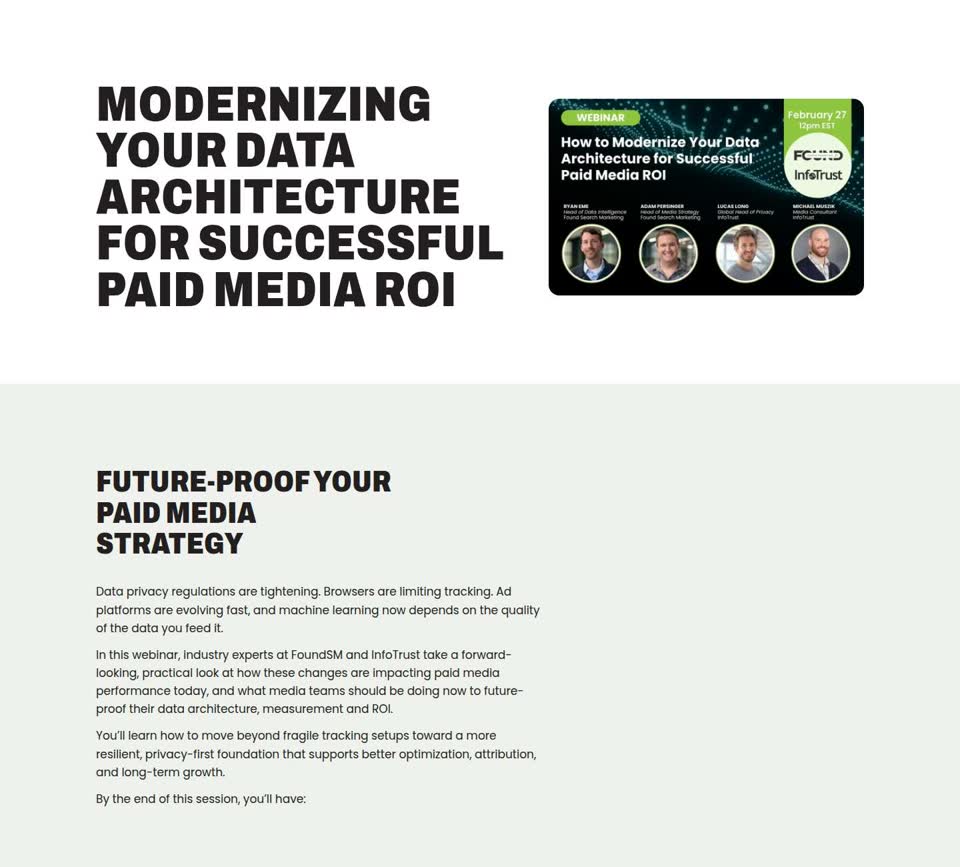 MODERNIZING
YOUR DATA
ARCHITECTURE
FOR SUCCESSFUL
PAID MEDIA ROI
WEBINAR
February 27
12pm EST
How to Modernize Your Data
Architecture for Successful
Paid Media ROI
FOUND
InfoTrust
RYAN EME
Head of Data Intelligence
Found Search Marketing
ADAM PERSINGER
Head of Media Strategy
Found Search Marketing
LUCAS LONG
Global Head of Privacy
InfoTrust
MICHAEL MUSZIK
Media Consultant
InfoTrust
FUTURE-PROOF YOUR
PAID MEDIA
STRATEGY
Data privacy regulations are tightening. Browsers are limiting tracking. Ad
platforms are evolving fast, and machine learning now depends on the quality
of the data you feed it.
In this webinar, industry experts at FoundSM and InfoTrust take a forward-
looking, practical look at how these changes are impacting paid media
performance today, and what media teams should be doing now to future-
proof their data architecture, measurement and ROI.
You’ll learn how to move beyond fragile tracking setups toward a more
resilient, privacy-first foundation that supports better optimization, attribution,
and long-term growth.
By the end of this session, you’ll have: